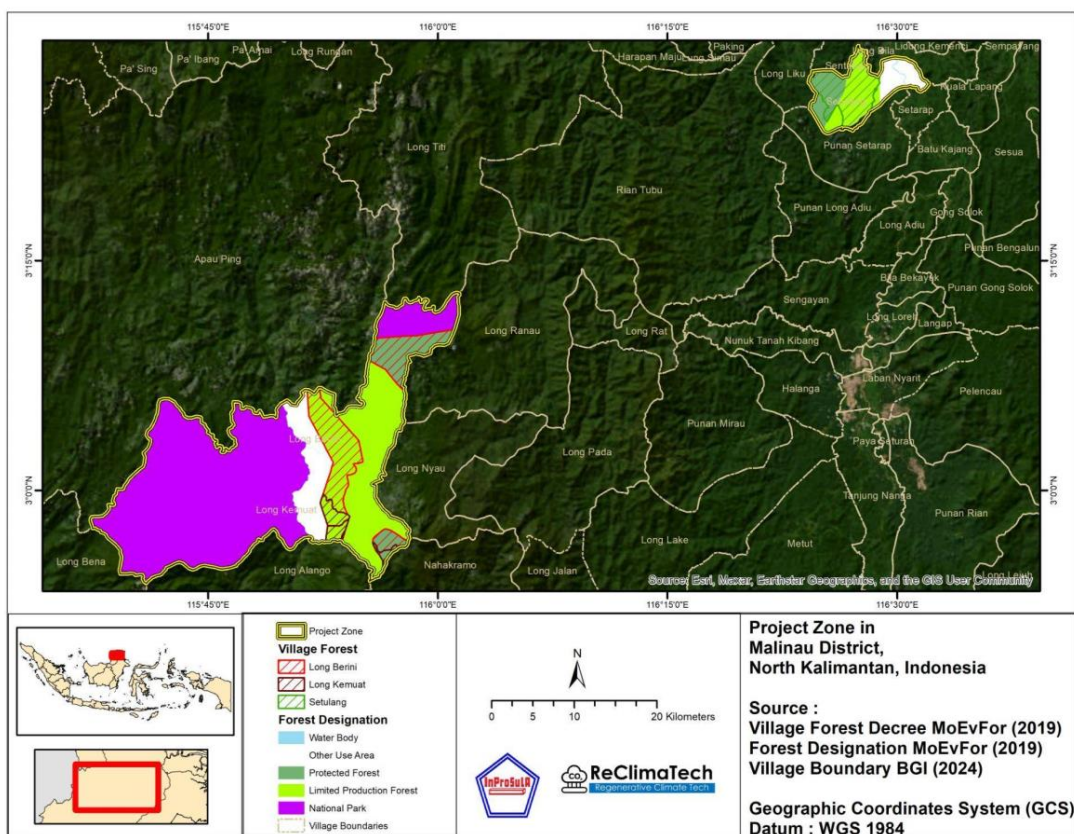 115°45'0"E 116°0'0"E 116°15'0"E 116°30'0"E
Pa' Sing
Pa' Ibang
Pa' Amai
Long Rungan
Harapan Maju
Long Simau
Paking
Long Liku
Kuala Lapang
Sempayang
Setarap
Long Titi
Punan Setarap
Batu Kajang
Sesua
Rian Tubu
Punan Long Adiu
Long Adiu
Gong Solok
Punan Bengalun
3°15'0"N
Apau Ping
3°15'0"N
Bila Bekayuk
Punan Gong Solok
Sengayan
Long Loreh
Langap
Long Ranau
Long Rat
Nunuk Tanah Kibang
Halanga
Laban Nyarit
Pelencau
Punan Mirau
Paya Seturan
Long Nyau
Long Pada
3°0'0"N
3°0'0"N
Long Kemuat
Tanjung Nanga
Punan Rian
Long Bena
Long Alango
Nahakramo
Long Jalan
Long Lake
Metut
Source: Esri, Maxar, Earthstar Geographics, and the GIS User Community
115°45'0"E 116°0'0"E 116°15'0"E 116°30'0"E
Project Zone
Village Forest
Long Berini
Long Kemuat
Setulang
Forest Designation
Water Body
Other Use Area
Protected Forest
Limited Production Forest
National Park
Village Boundaries
N
0 5 10 20 Kilometers
InProSulA
CO2 ReClimaTech
Regenerative Climate Tech
Project Zone in
Malinau District,
North Kalimantan, Indonesia
Source :
Village Forest Decree MoEvFor (2019)
Forest Designation MoEvFor (2019)
Village Boundary BGI (2024)
Geographic Coordinates System (GCS)
Datum : WGS 1984